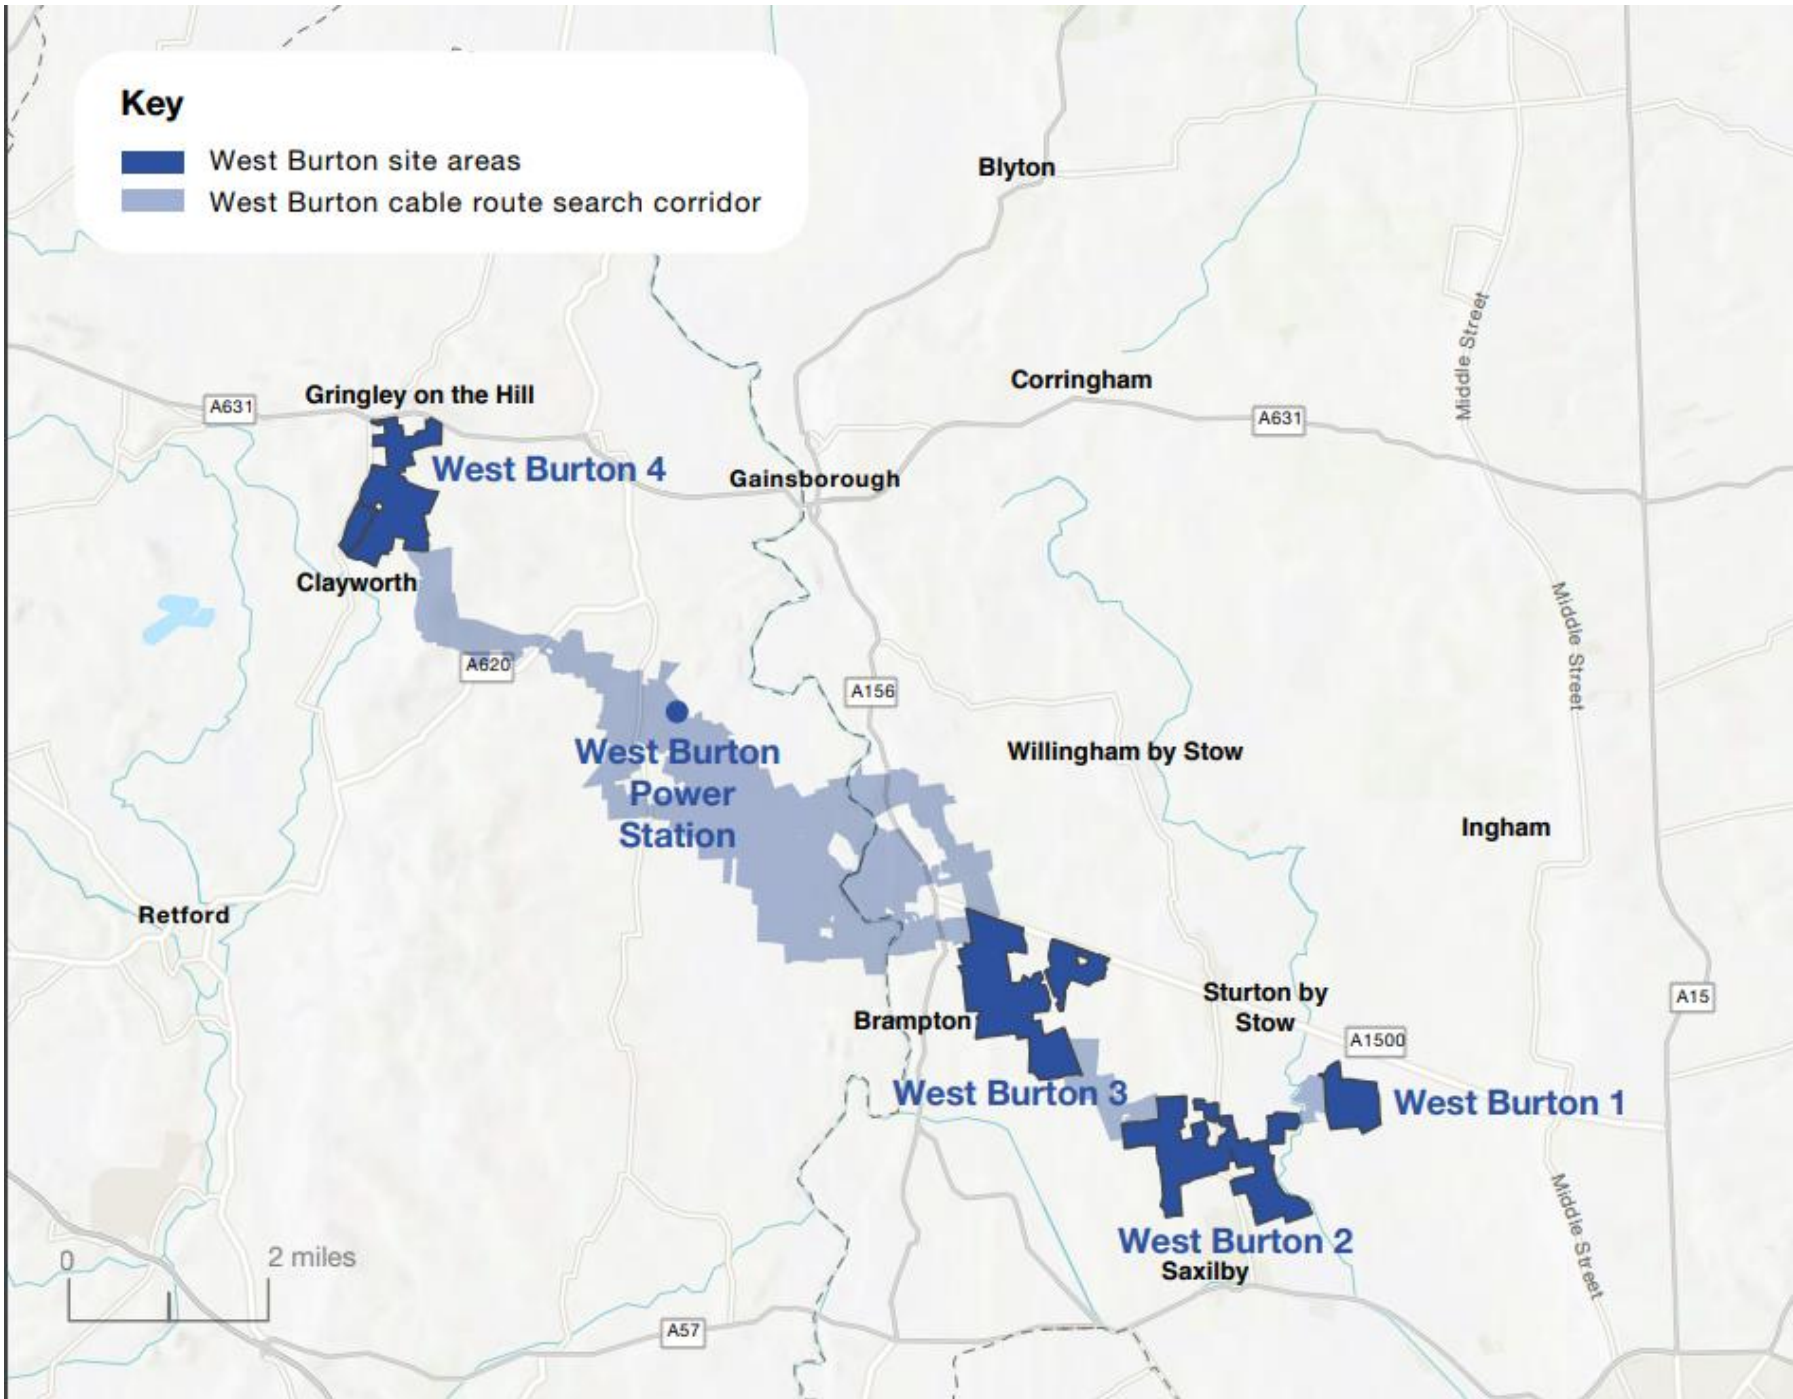 Key
West Burton site areas
West Burton cable route search corridor
Blyton
Middle Street
Corringham
Gringley on the Hill
A631
A631
West Burton 4
Gainsborough
Clayworth
Middle Street
A620
A156
West Burton
Power
Station
Willingham by Stow
Ingham
Retford
Sturton by
Stow
A15
Brampton
A1500
West Burton 3
West Burton 1
Middle Street
West Burton 2
Saxilby
0
2 miles
A57